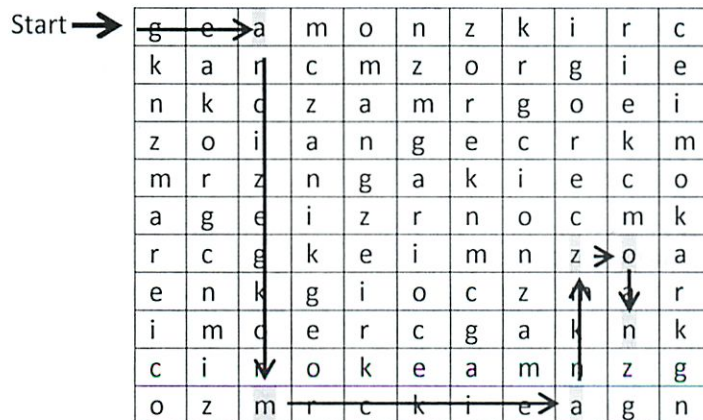 Start g e a m o n z k i r c
k a n c m z o r g i e
n k c z a m r g o e i
z o i a n g e c r k m
m r z n g a k i e c o
a g e i z r n o c m k
r c g k e i m n z o a
e n k g i o c z m a r
i m o e r c g a k n k
c i r o k e a m n z g
o z m r c k i e a g n